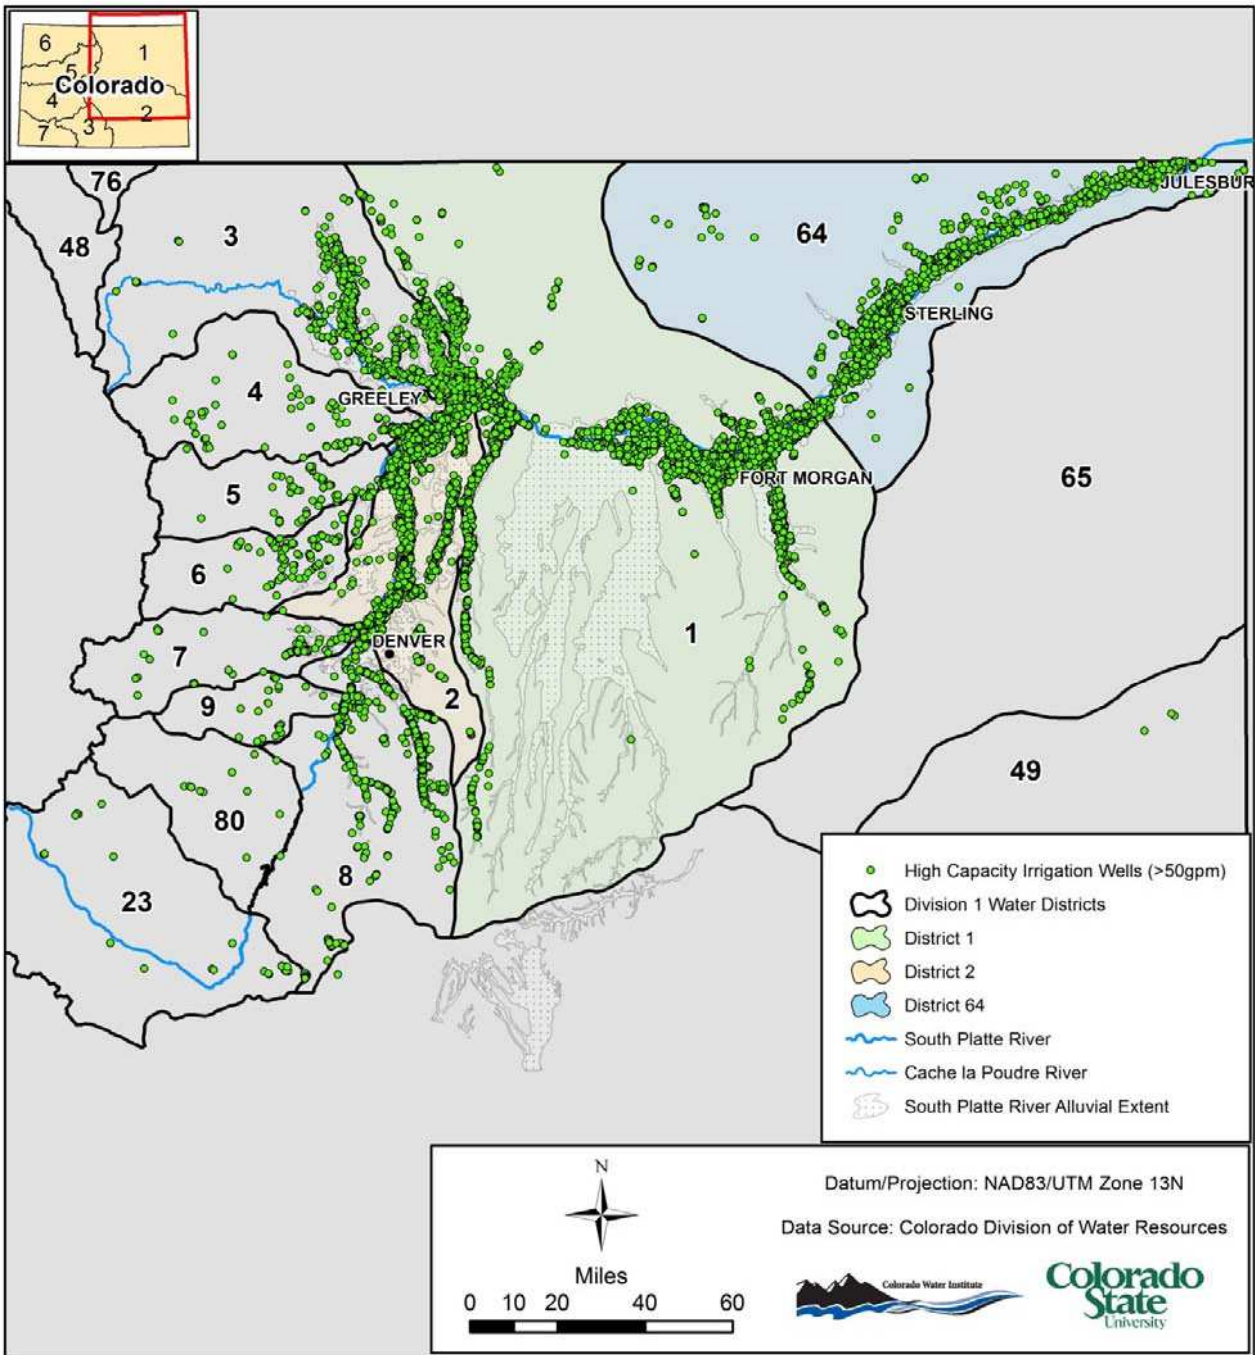 6
1
5
Colorado
4
2
3
7
76
JULESBUR
3
64
48
STERLING
4
GREELEY
65
FORT MORGAN
5
6
1
DENVER
7
2
9
49
80
8
23
High Capacity Irrigation Wells (>50gpm)
Division 1 Water Districts
District 1
District 2
District 64
South Platte River
Cache la Poudre River
South Platte River Alluvial Extent
N
Miles
0 10 20 40 60
Datum/Projection: NAD83/UTM Zone 13N
Data Source: Colorado Division of Water Resources
Colorado Water Institute
Colorado
State
University